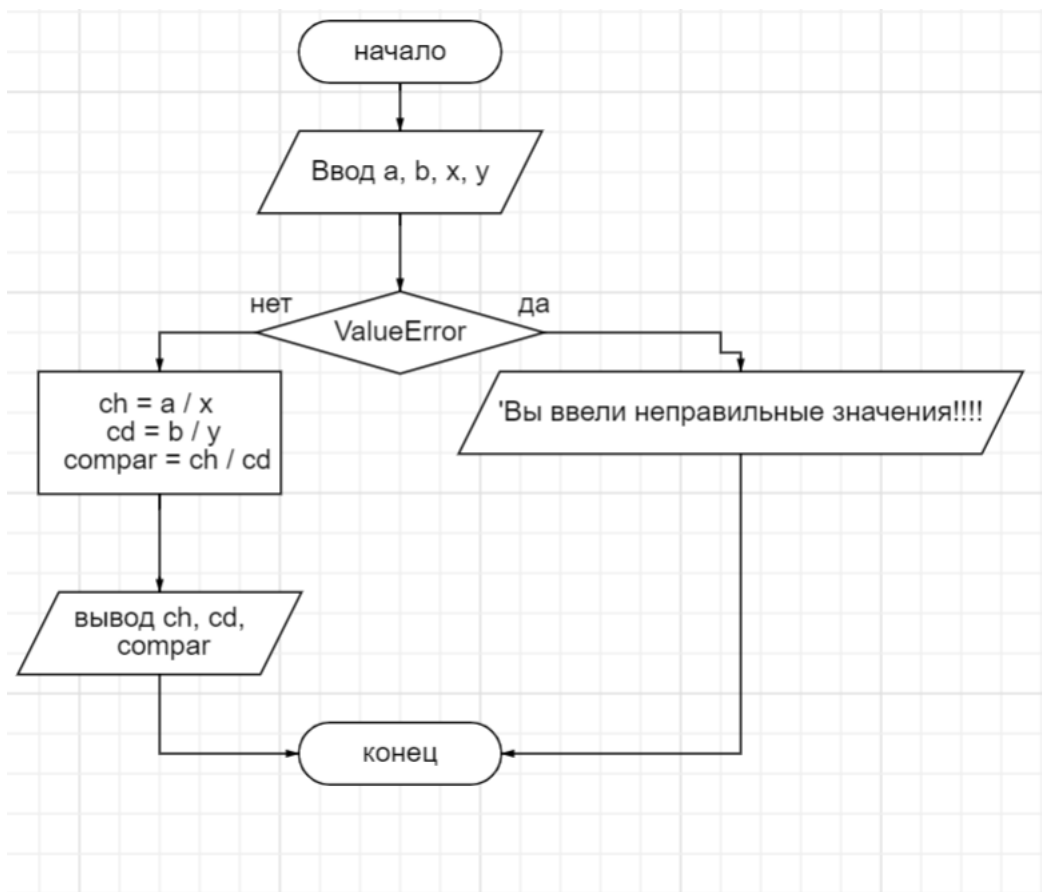 начало
Ввод a, b, x, y
нет
да
ValueError
ch = a / x
cd = b / y
compar = ch / cd
'Вы ввели неправильные значения!!!!
вывод ch, cd,
compar
конец